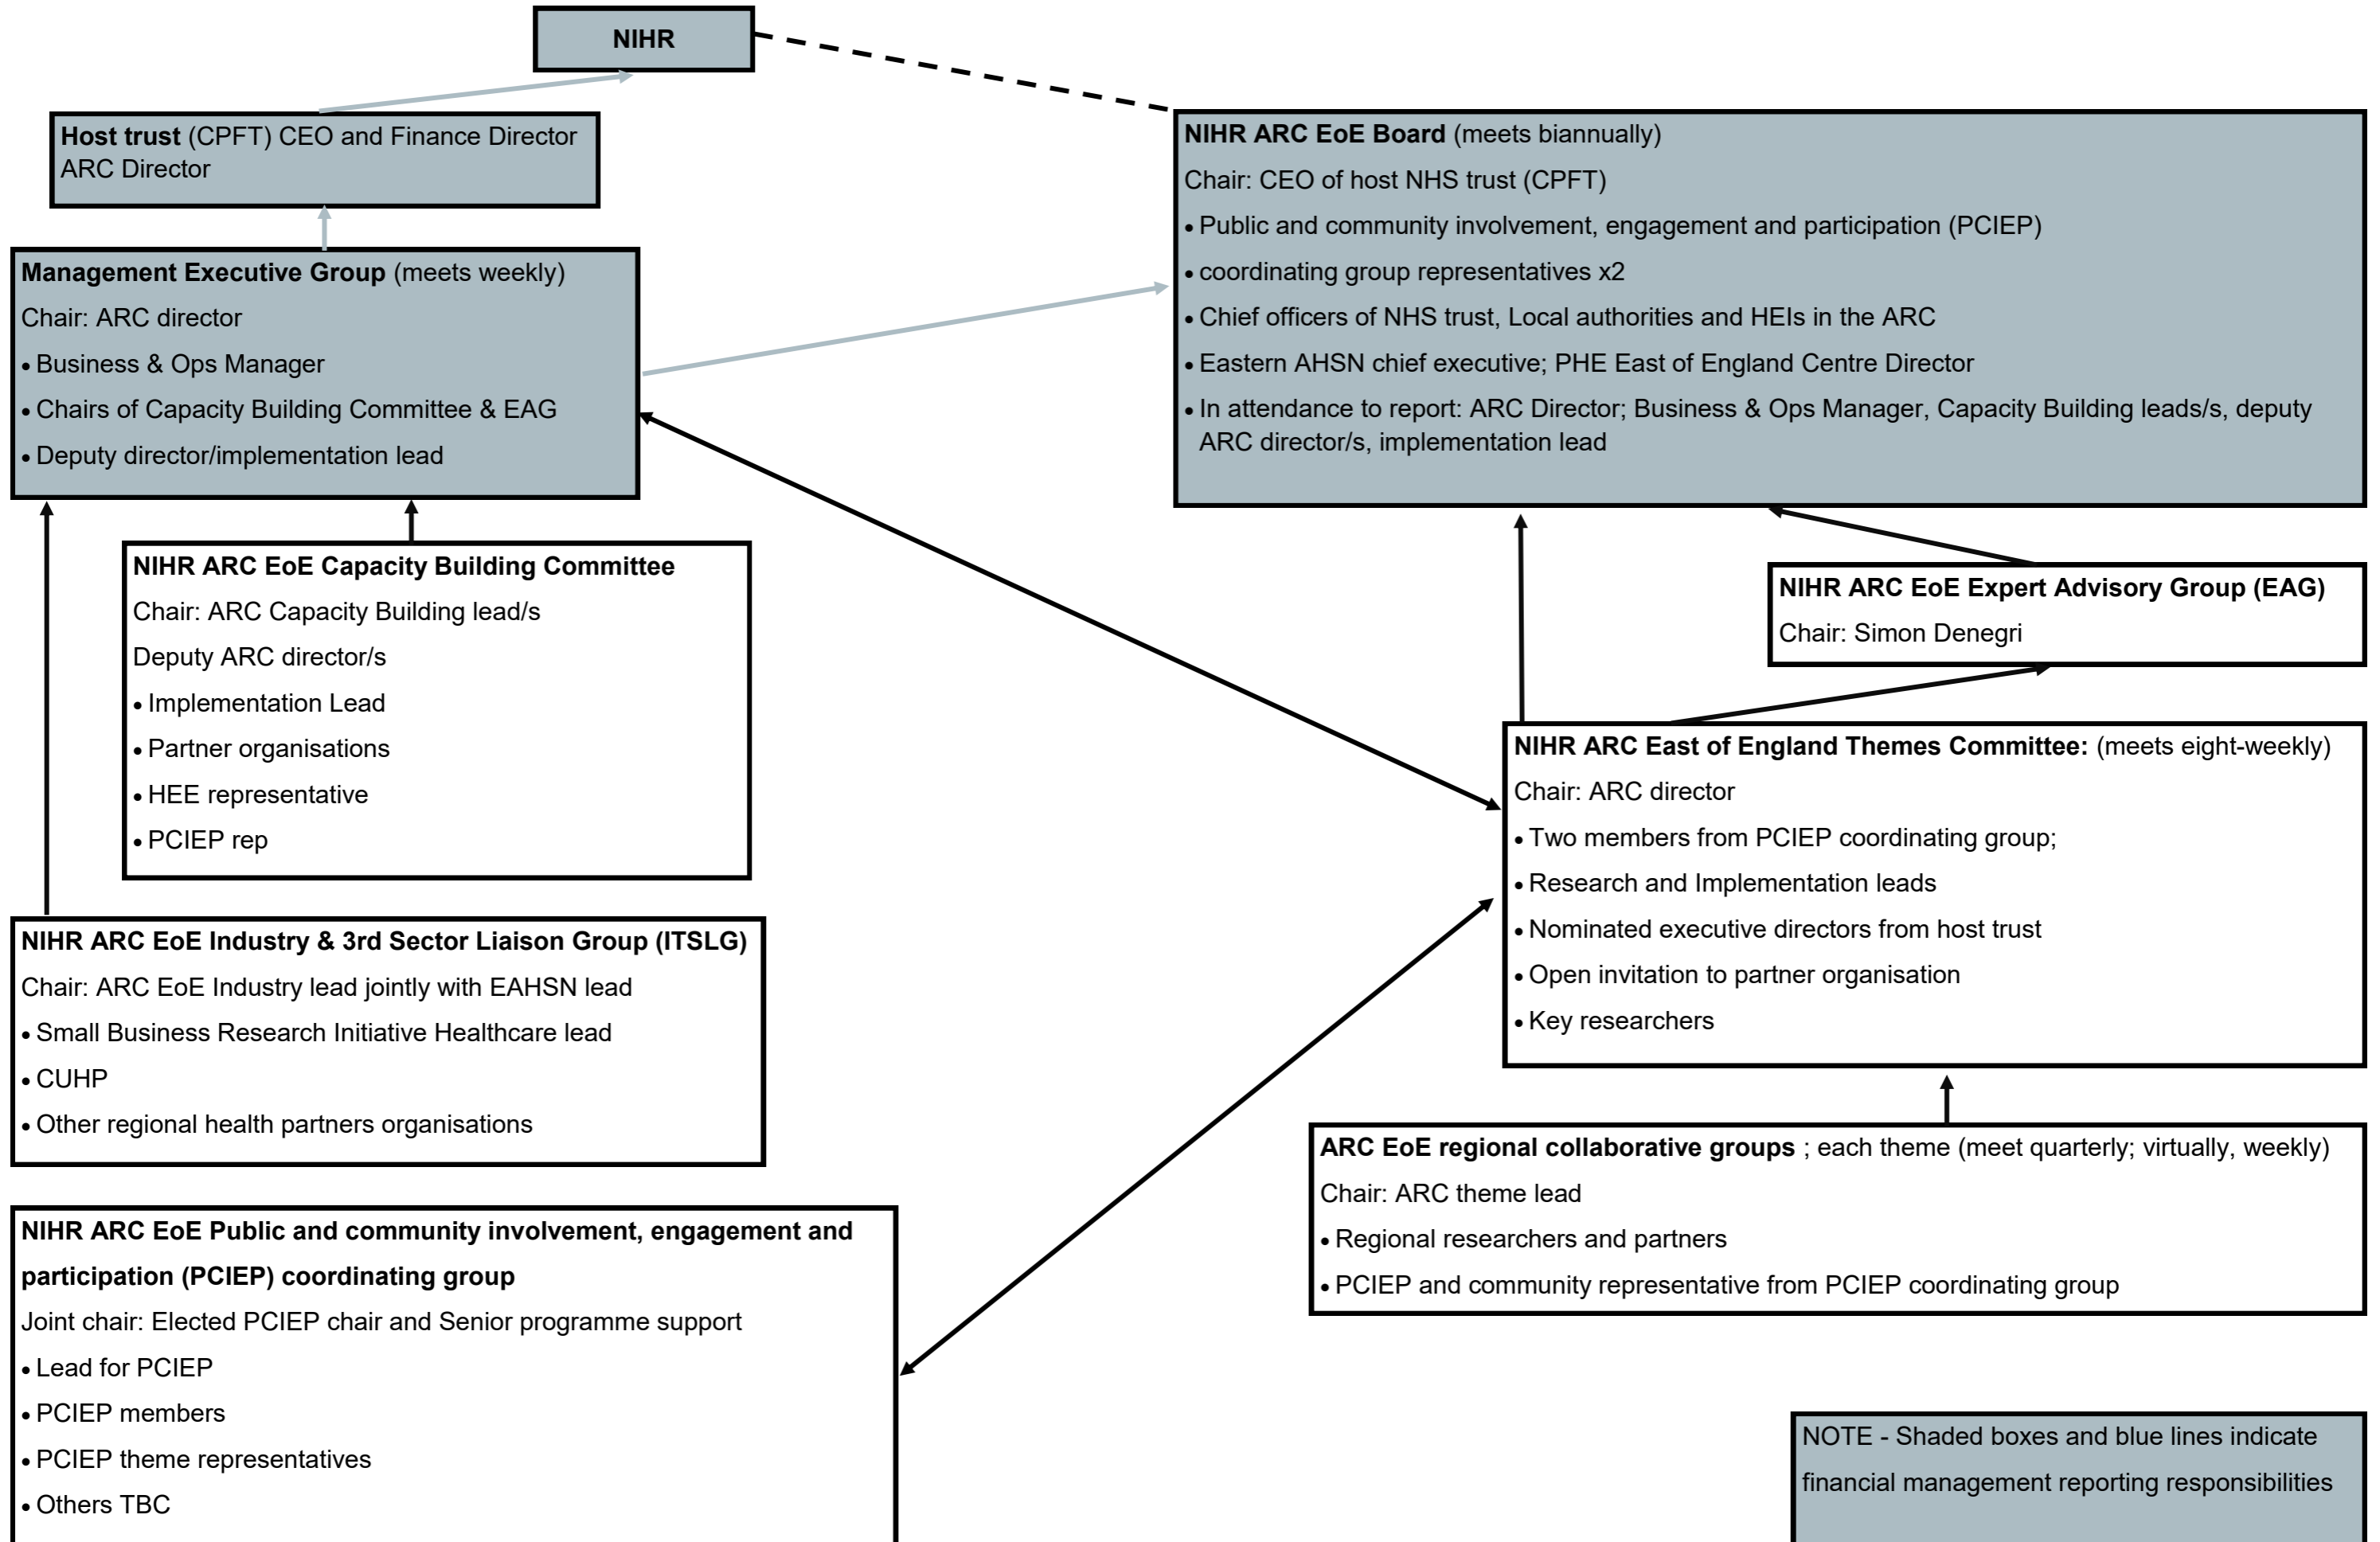 NIHR
Host trust (CPFT) CEO and Finance Director
ARC Director
NIHR ARC EoE Board (meets biannually)
Chair: CEO of host NHS trust (CPFT)
• Public and community involvement, engagement and participation (PCIEP)
• coordinating group representatives x2
• Chief officers of NHS trust, Local authorities and HEIs in the ARC
• Eastern AHSN chief executive; PHE East of England Centre Director
• In attendance to report: ARC Director; Business & Ops Manager, Capacity Building leads/s, deputy
ARC director/s, implementation lead
Management Executive Group (meets weekly)
Chair: ARC director
• Business & Ops Manager
• Chairs of Capacity Building Committee & EAG
• Deputy director/implementation lead
NIHR ARC EoE Capacity Building Committee
Chair: ARC Capacity Building lead/s
Deputy ARC director/s
• Implementation Lead
• Partner organisations
• HEE representative
• PCIEP rep
NIHR ARC EoE Expert Advisory Group (EAG)
Chair: Simon Denegri
NIHR ARC East of England Themes Committee: (meets eight-weekly)
Chair: ARC director
• Two members from PCIEP coordinating group;
• Research and Implementation leads
• Nominated executive directors from host trust
• Open invitation to partner organisation
• Key researchers
NIHR ARC EoE Industry & 3rd Sector Liaison Group (ITSLG)
Chair: ARC EoE Industry lead jointly with EAHSN lead
• Small Business Research Initiative Healthcare lead
• CUHP
• Other regional health partners organisations
ARC EoE regional collaborative groups ; each theme (meet quarterly; virtually, weekly)
Chair: ARC theme lead
• Regional researchers and partners
• PCIEP and community representative from PCIEP coordinating group
NIHR ARC EoE Public and community involvement, engagement and
participation (PCIEP) coordinating group
Joint chair: Elected PCIEP chair and Senior programme support
• Lead for PCIEP
• PCIEP members
• PCIEP theme representatives
• Others TBC
NOTE - Shaded boxes and blue lines indicate
financial management reporting responsibilities